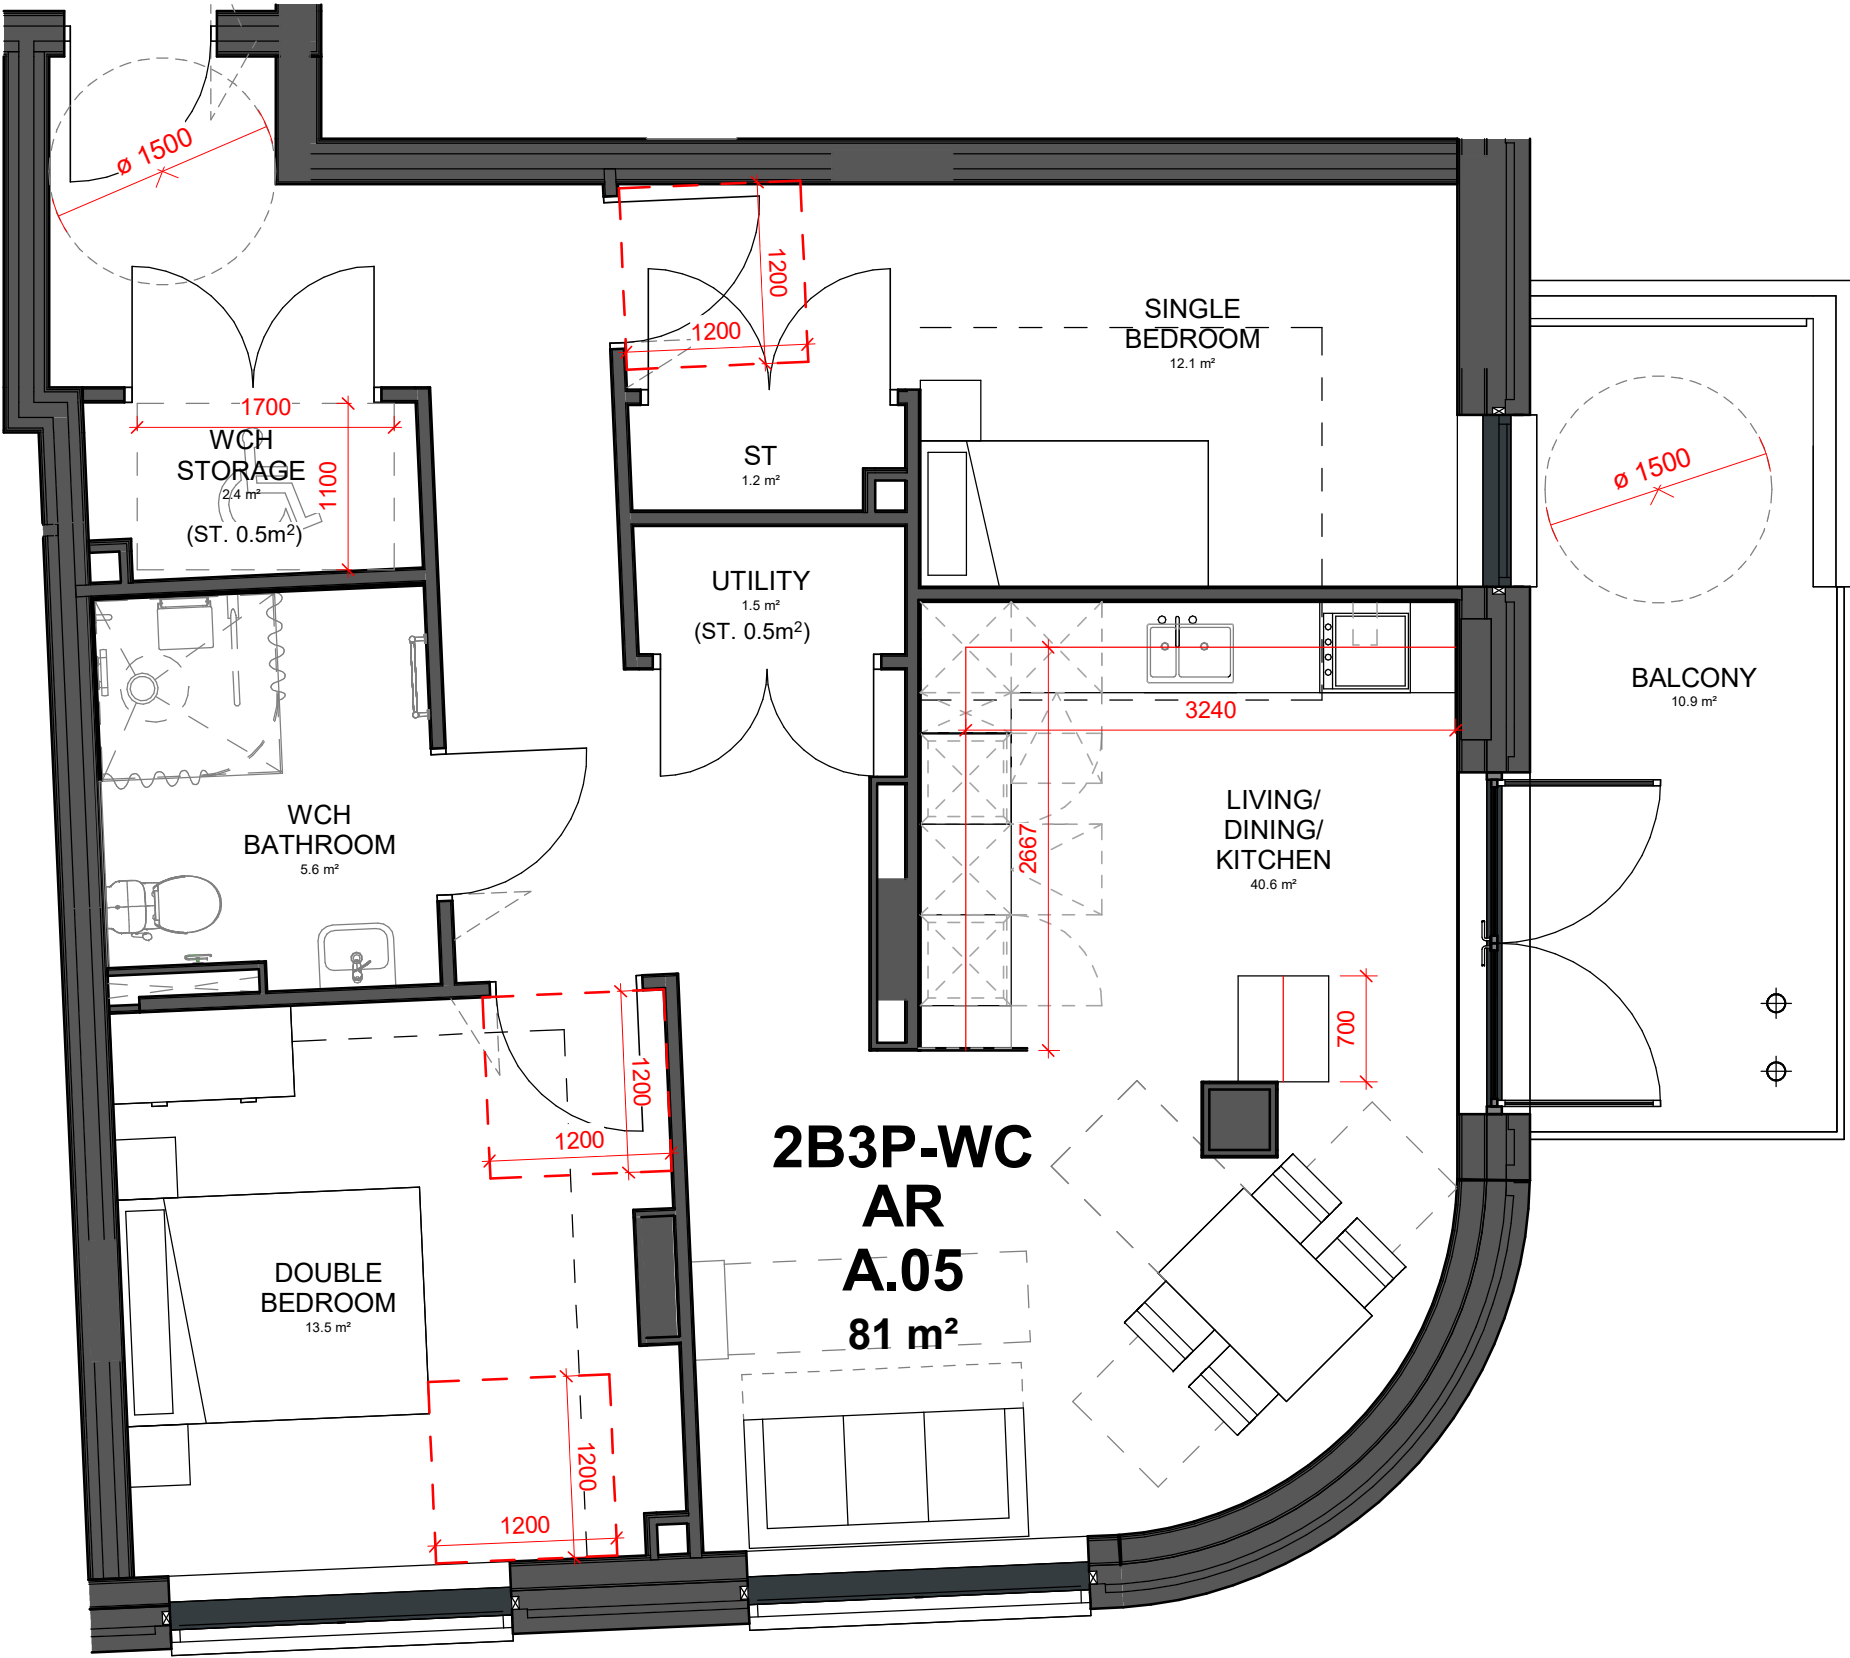 ø 1500
1200
1200
SINGLE
BEDROOM
12.1 m²
1700
WCH
STORAGE
2.4 m²
(ST. 0.5m²)
1100
ST
1.2 m²
ø 1500
UTILITY
1.5 m²
(ST. 0.5m²)
BALCONY
10.9 m²
3240
2667
LIVING/
DINING/
KITCHEN
40.6 m²
WCH
BATHROOM
5.6 m²
700
1200
1200
2B3P-WC
AR
A.05
81 m²
DOUBLE
BEDROOM
13.5 m²
1200
1200